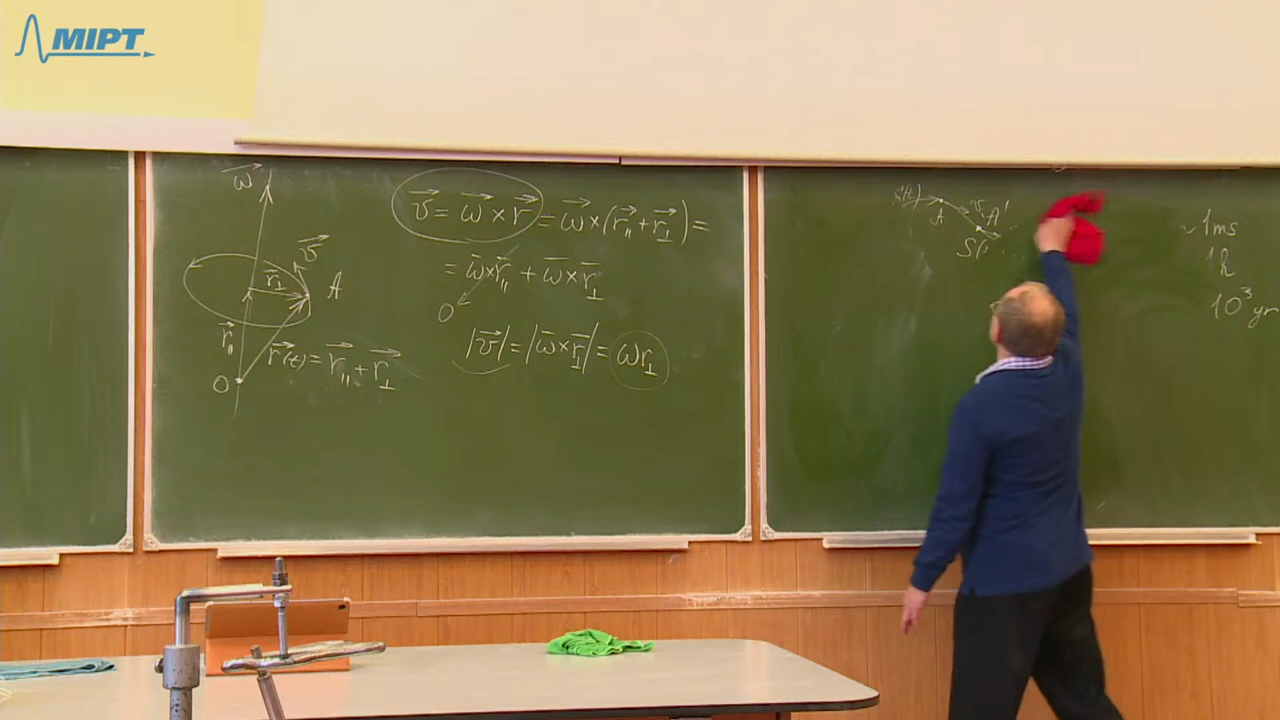 MIPT
ω⃗
v⃗
r⃗⊥
A
r⃗∥
O
r⃗(t) = r⃗∥ + r⃗⊥
v⃗ = ω⃗ × r⃗ = ω⃗ × (r⃗∥ + r⃗⊥) =
= ω⃗ × r⃗∥ + ω⃗ × r⃗⊥
O
|v⃗| = |ω⃗ × r⃗⊥| = ωr⊥
A
v⃗
A'
S(
~1ms
1h
10³ yr